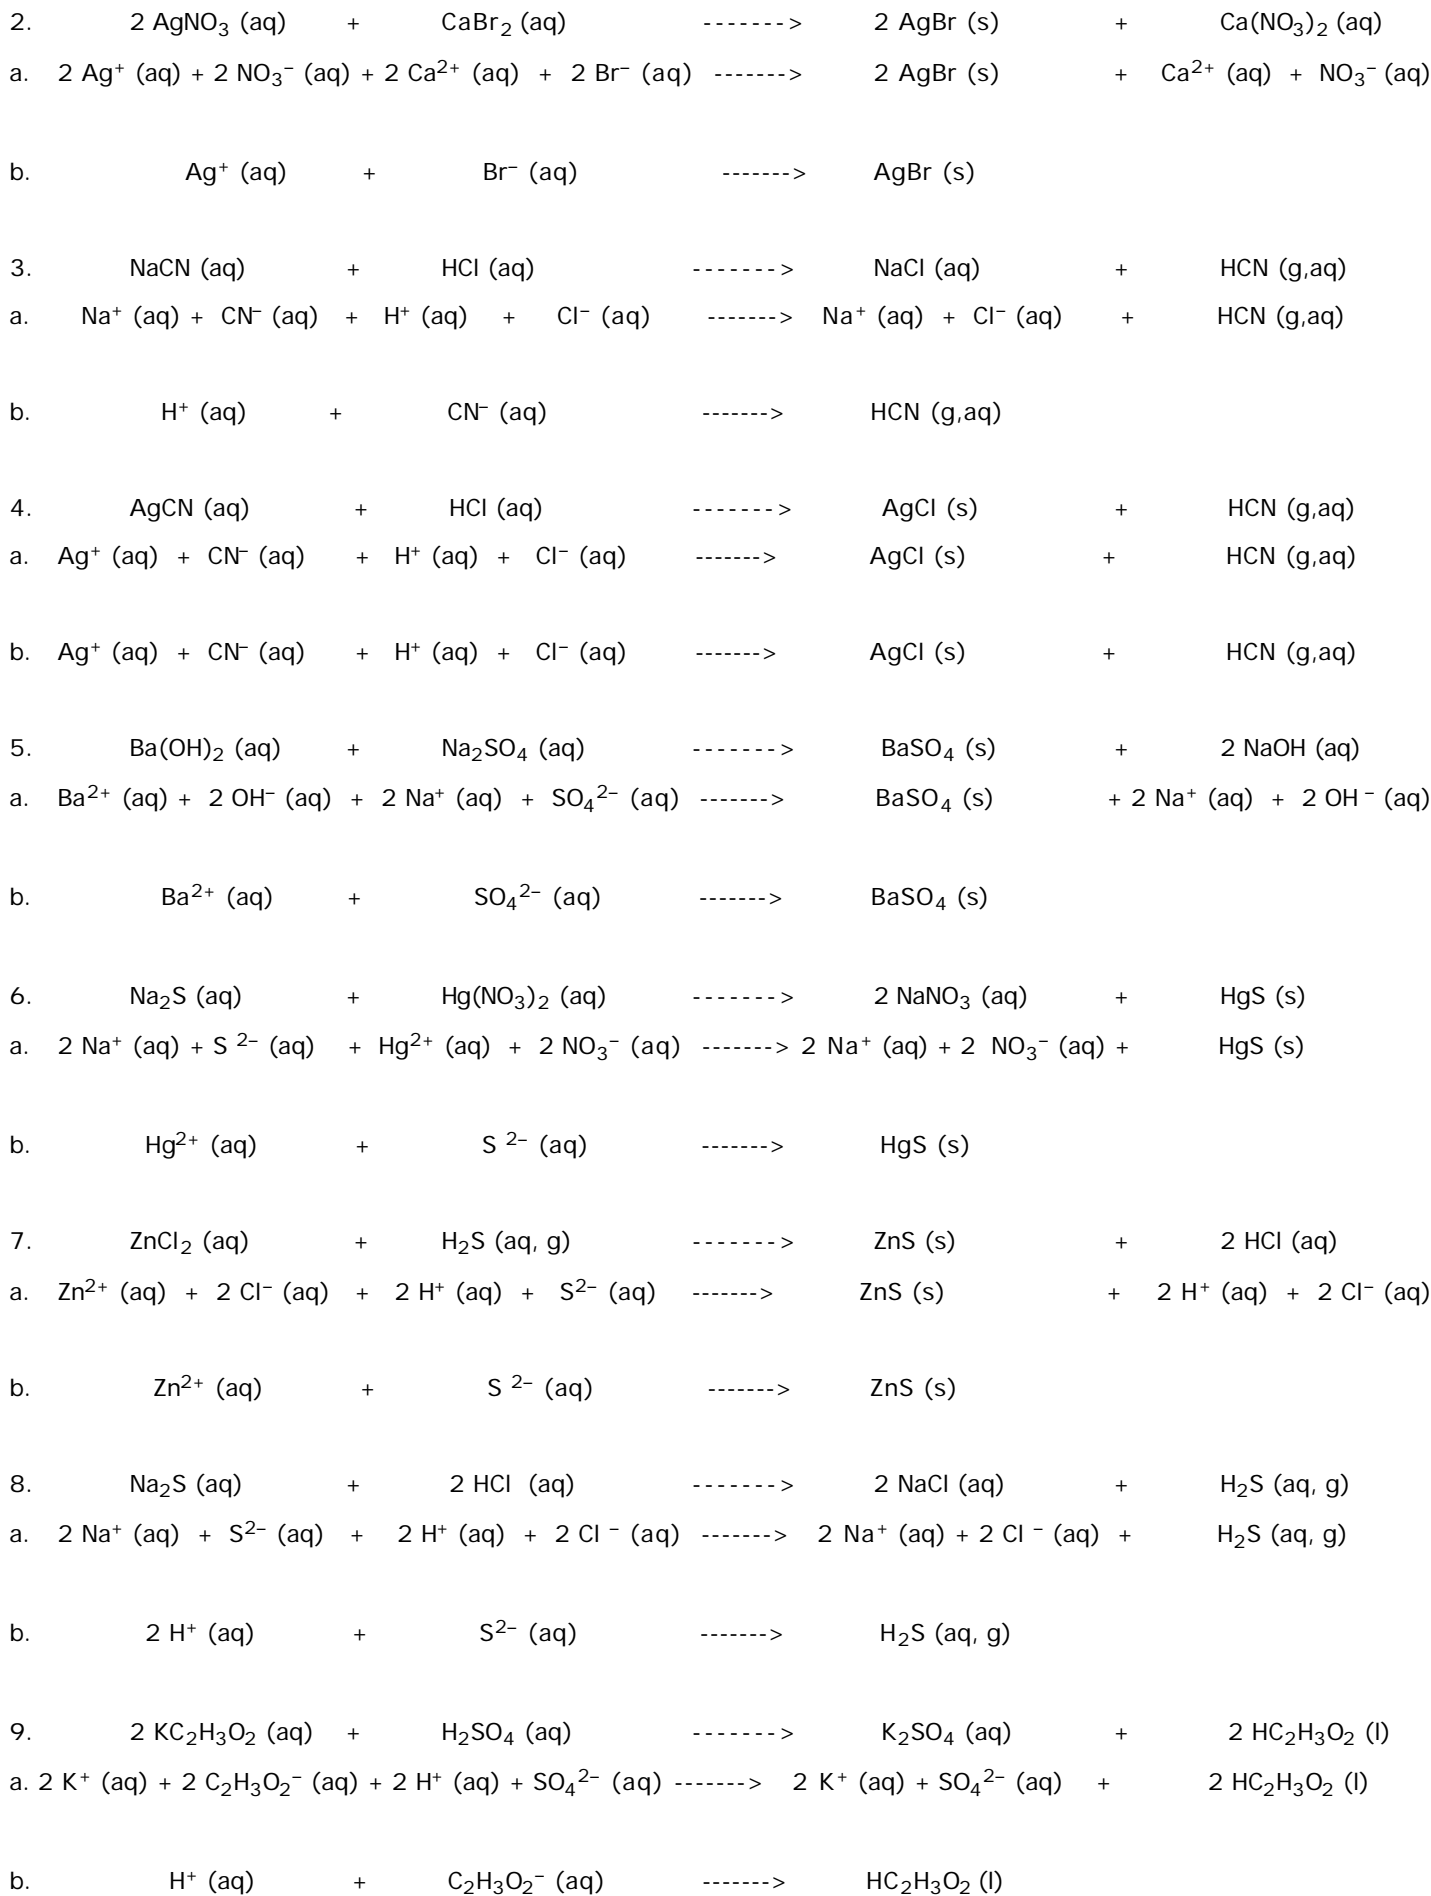 2. 2 AgNO₃ (aq) + CaBr₂ (aq) -------> 2 AgBr (s) + Ca(NO₃)₂ (aq)
a. 2 Ag⁺ (aq) + 2 NO₃⁻ (aq) + 2 Ca²⁺ (aq) + 2 Br⁻ (aq) -------> 2 AgBr (s) + Ca²⁺ (aq) + NO₃⁻ (aq)
b. Ag⁺ (aq) + Br⁻ (aq) -------> AgBr (s)
3. NaCN (aq) + HCl (aq) -------> NaCl (aq) + HCN (g,aq)
a. Na⁺ (aq) + CN⁻ (aq) + H⁺ (aq) + Cl⁻ (aq) -------> Na⁺ (aq) + Cl⁻ (aq) + HCN (g,aq)
b. H⁺ (aq) + CN⁻ (aq) -------> HCN (g,aq)
4. AgCN (aq) + HCl (aq) -------> AgCl (s) + HCN (g,aq)
a. Ag⁺ (aq) + CN⁻ (aq) + H⁺ (aq) + Cl⁻ (aq) -------> AgCl (s) + HCN (g,aq)
b. Ag⁺ (aq) + CN⁻ (aq) + H⁺ (aq) + Cl⁻ (aq) -------> AgCl (s) + HCN (g,aq)
5. Ba(OH)₂ (aq) + Na₂SO₄ (aq) -------> BaSO₄ (s) + 2 NaOH (aq)
a. Ba²⁺ (aq) + 2 OH⁻ (aq) + 2 Na⁺ (aq) + SO₄²⁻ (aq) -------> BaSO₄ (s) + 2 Na⁺ (aq) + 2 OH ⁻ (aq)
b. Ba²⁺ (aq) + SO₄²⁻ (aq) -------> BaSO₄ (s)
6. Na₂S (aq) + Hg(NO₃)₂ (aq) -------> 2 NaNO₃ (aq) + HgS (s)
a. 2 Na⁺ (aq) + S ²⁻ (aq) + Hg²⁺ (aq) + 2 NO₃⁻ (aq) -------> 2 Na⁺ (aq) + 2 NO₃⁻ (aq) + HgS (s)
b. Hg²⁺ (aq) + S ²⁻ (aq) -------> HgS (s)
7. ZnCl₂ (aq) + H₂S (aq, g) -------> ZnS (s) + 2 HCl (aq)
a. Zn²⁺ (aq) + 2 Cl⁻ (aq) + 2 H⁺ (aq) + S²⁻ (aq) -------> ZnS (s) + 2 H⁺ (aq) + 2 Cl⁻ (aq)
b. Zn²⁺ (aq) + S ²⁻ (aq) -------> ZnS (s)
8. Na₂S (aq) + 2 HCl (aq) -------> 2 NaCl (aq) + H₂S (aq, g)
a. 2 Na⁺ (aq) + S²⁻ (aq) + 2 H⁺ (aq) + 2 Cl ⁻ (aq) -------> 2 Na⁺ (aq) + 2 Cl ⁻ (aq) + H₂S (aq, g)
b. 2 H⁺ (aq) + S²⁻ (aq) -------> H₂S (aq, g)
9. 2 KC₂H₃O₂ (aq) + H₂SO₄ (aq) -------> K₂SO₄ (aq) + 2 HC₂H₃O₂ (l)
a. 2 K⁺ (aq) + 2 C₂H₃O₂⁻ (aq) + 2 H⁺ (aq) + SO₄²⁻ (aq) -------> 2 K⁺ (aq) + SO₄²⁻ (aq) + 2 HC₂H₃O₂ (l)
b. H⁺ (aq) + C₂H₃O₂⁻ (aq) -------> HC₂H₃O₂ (l)